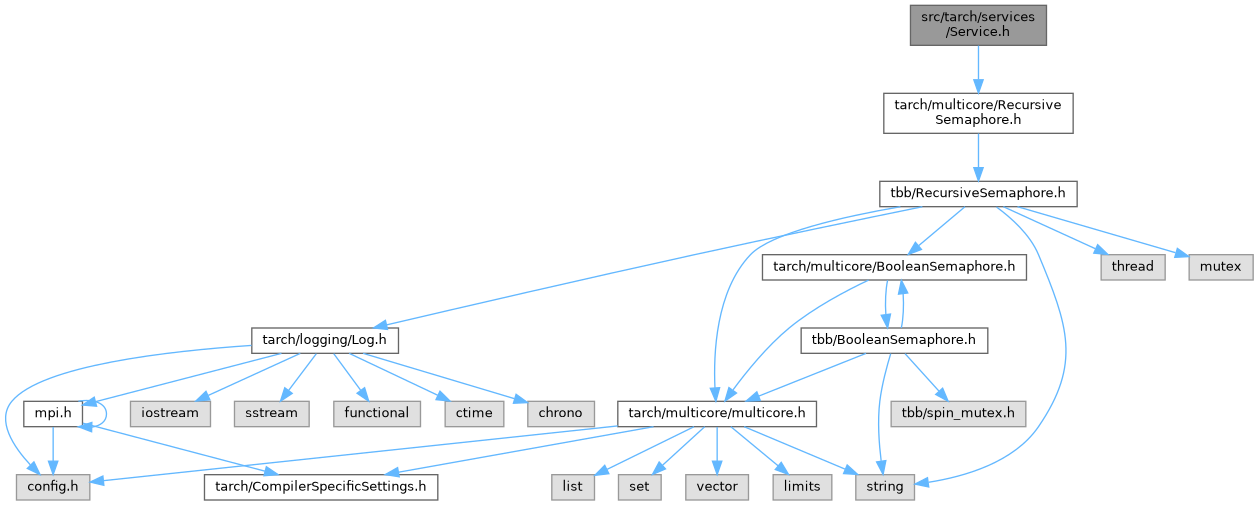 src/tarch/services
/Service.h
tarch/multicore/Recursive
Semaphore.h
tbb/RecursiveSemaphore.h
tarch/multicore/BooleanSemaphore.h
thread
mutex
tarch/logging/Log.h
tbb/BooleanSemaphore.h
mpi.h
iostream
sstream
functional
ctime
chrono
tarch/multicore/multicore.h
tbb/spin_mutex.h
config.h
tarch/CompilerSpecificSettings.h
list
set
vector
limits
string